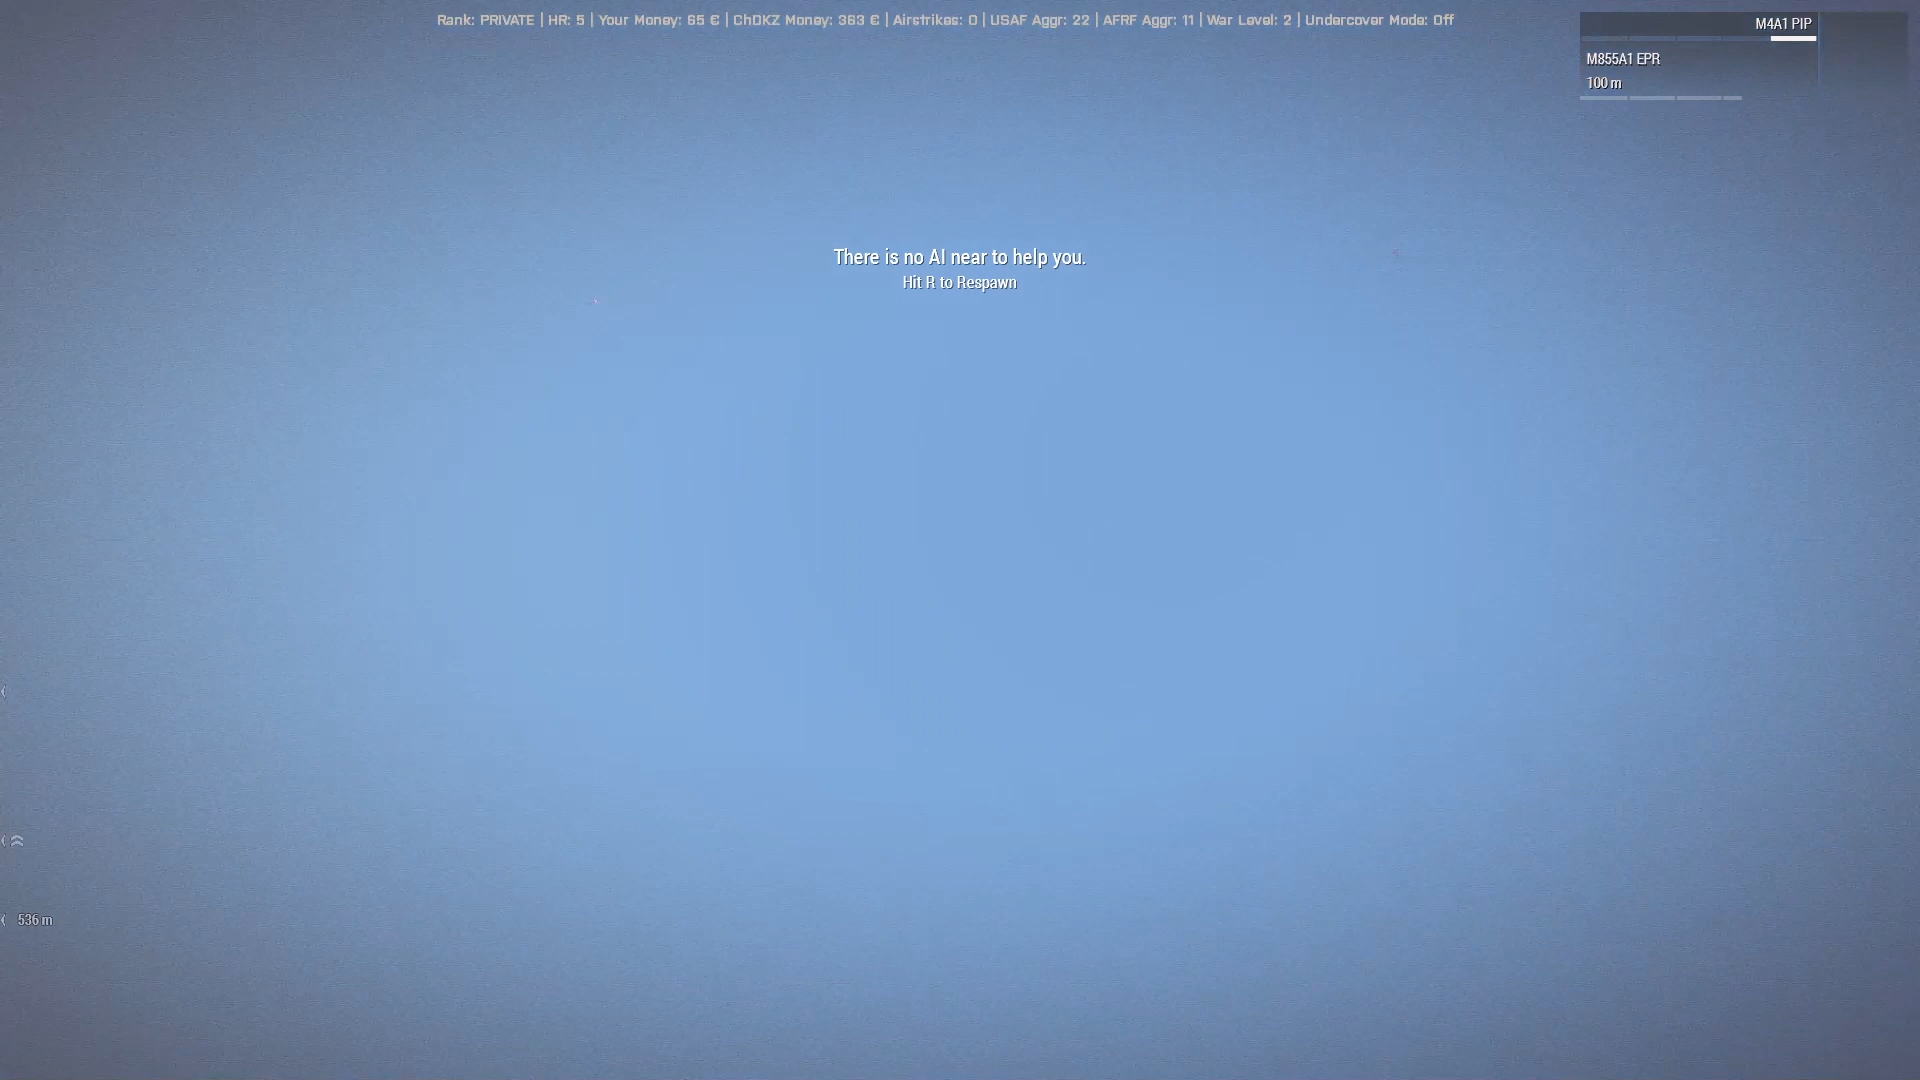 Rank: PRIVATE | HR: 5 | Your Money: 65 € | ChDKZ Money: 363 € | Airstrikes: 0 | USAF Aggr: 22 | AFRF Aggr: 11 | War Level: 2 | Undercover Mode: Off
M4A1 PIP
M855A1 EPR
100 m
There is no AI near to help you.
Hit R to Respawn
536 m